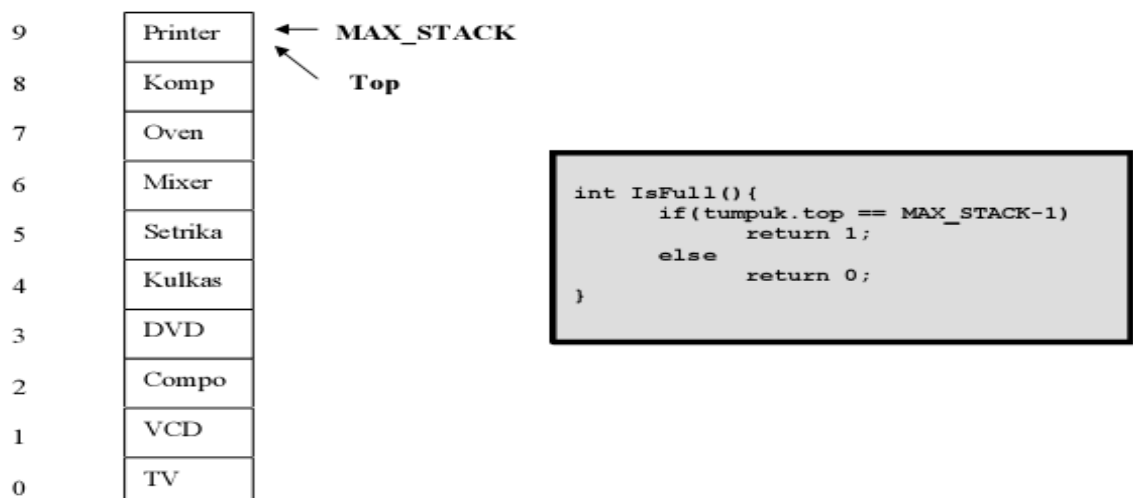 9 Printer MAX_STACK
8 Komp Top
7 Oven
6 Mixer
5 Setrika
4 Kulkas
3 DVD
2 Compo
1 VCD
0 TV
int IsFull(){
if(tumpuk.top == MAX_STACK-1)
return 1;
else
return 0;
}